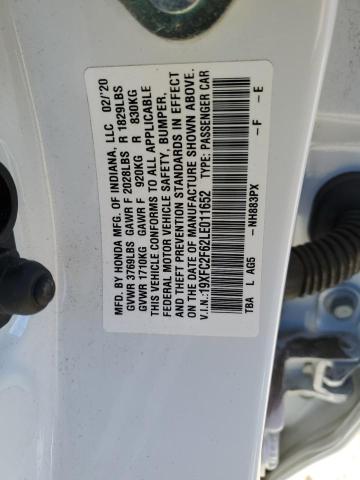 MFD. BY HONDA MFG. OF INDIANA, LLC 02/'20
GVWR 3769LBS GAWR F 2028LBS R 1829LBS
GVWR 1710KG GAWR F 920KG R 830KG
THIS VEHICLE CONFORMS TO ALL APPLICABLE
FEDERAL MOTOR VEHICLE SAFETY, BUMPER,
AND THEFT PREVENTION STANDARDS IN EFFECT
ON THE DATE OF MANUFACTURE SHOWN ABOVE.
V.I.N.: 19XFC2F62LE011652 TYPE: PASSENGER CAR
TBA L AG5 -NH883PX -F -E